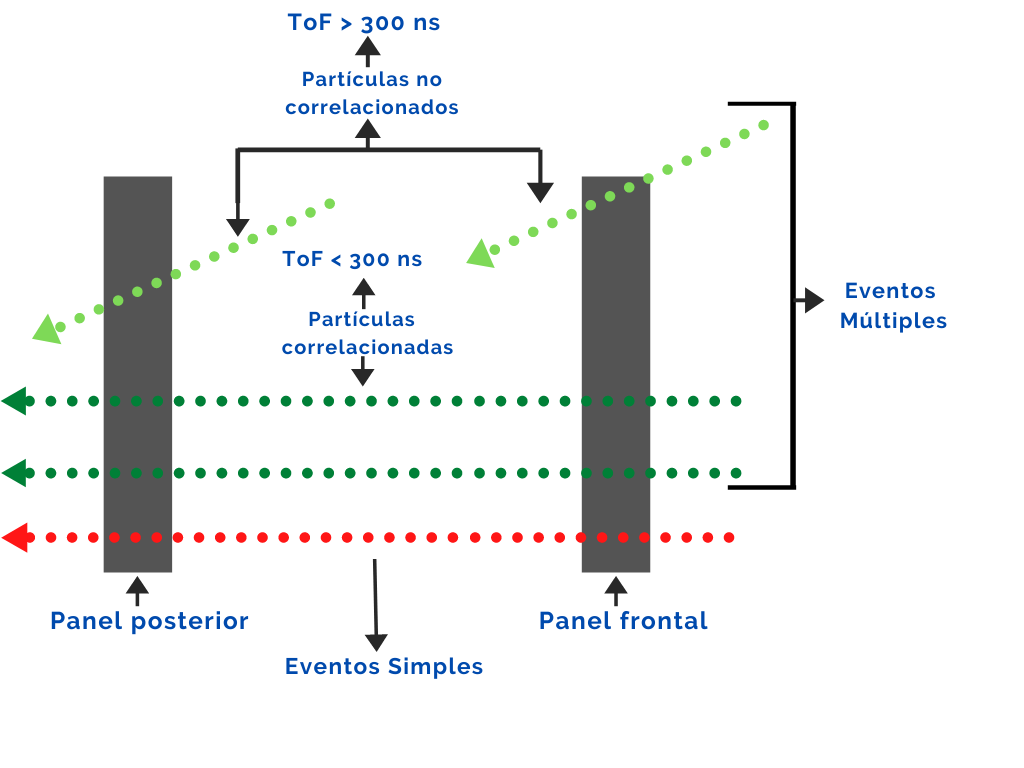 ToF > 300 ns
Partículas no
correlacionados
ToF < 300 ns
Partículas
correlacionadas
Eventos
Múltiples
Panel posterior
Panel frontal
Eventos Simples